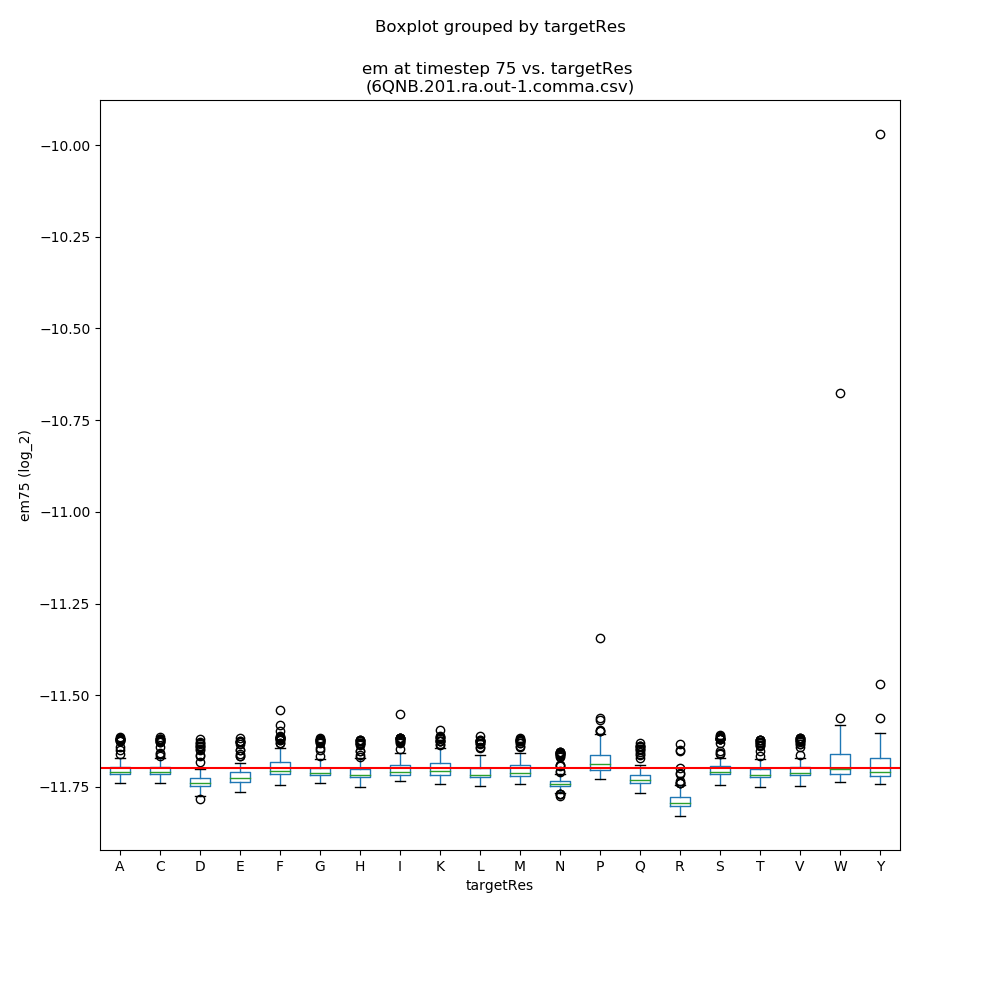 Boxplot grouped by targetRes
em at timestep 75 vs. targetRes
(6QNB.201.ra.out-1.comma.csv)
−10.00
−10.25
−10.50
−10.75
−11.00
−11.25
−11.50
−11.75
em75 (log_2)
A C D E F G H I K L M N P Q R S T V W Y
targetRes